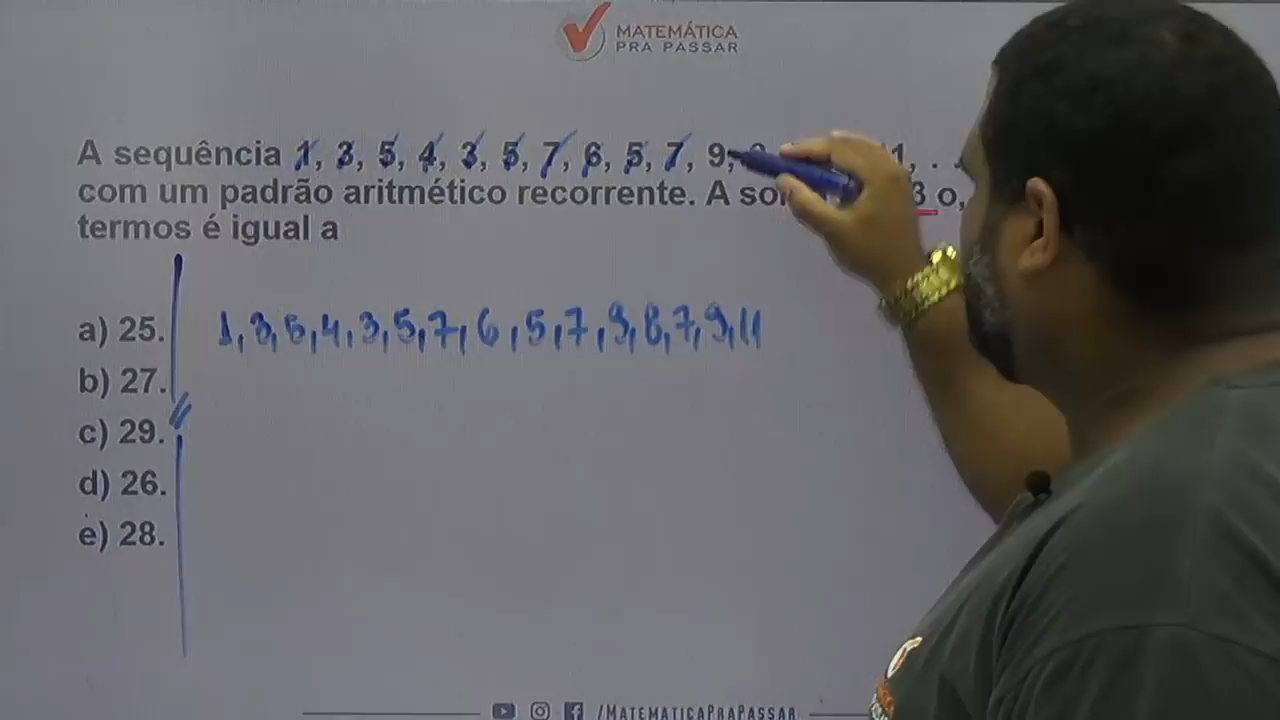 MATEMÁTICA
PRA PASSAR
A sequência 1, 3, 5, 4, 3, 5, 7, 6, 5, 7, 9,
com um padrão aritmético recorrente. A
termos é igual a
a) 25.
1, 3, 5, 4, 3, 5, 7, 6, 5, 7, 9, 8, 7, 9, 11
b) 27.
c) 29.
d) 26.
e) 28.
/MATEMATICAPRAPASSAR